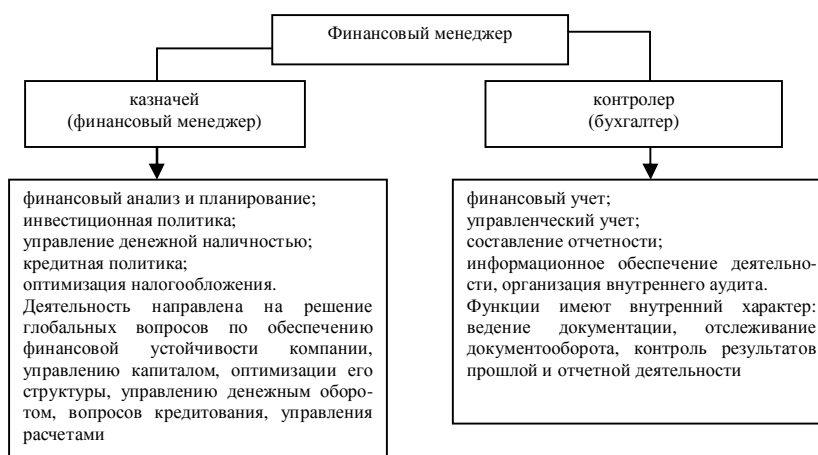 Финансовый менеджер
казначей
(финансовый менеджер)
контролер
(бухгалтер)
финансовый анализ и планирование;
инвестиционная политика;
управление денежной наличностью;
кредитная политика;
оптимизация налогообложения.
Деятельность направлена на решение
глобальных вопросов по обеспечению
финансовой устойчивости компании,
управлению капиталом, оптимизации его
структуры, управлению денежным оборо-
том, вопросов кредитования, управления
расчетами
финансовый учет;
управленческий учет;
составление отчетности;
информационное обеспечение деятельно-
сти, организация внутреннего аудита.
Функции имеют внутренний характер:
ведение документации, отслеживание
документооборота, контроль результатов
прошлой и отчетной деятельности